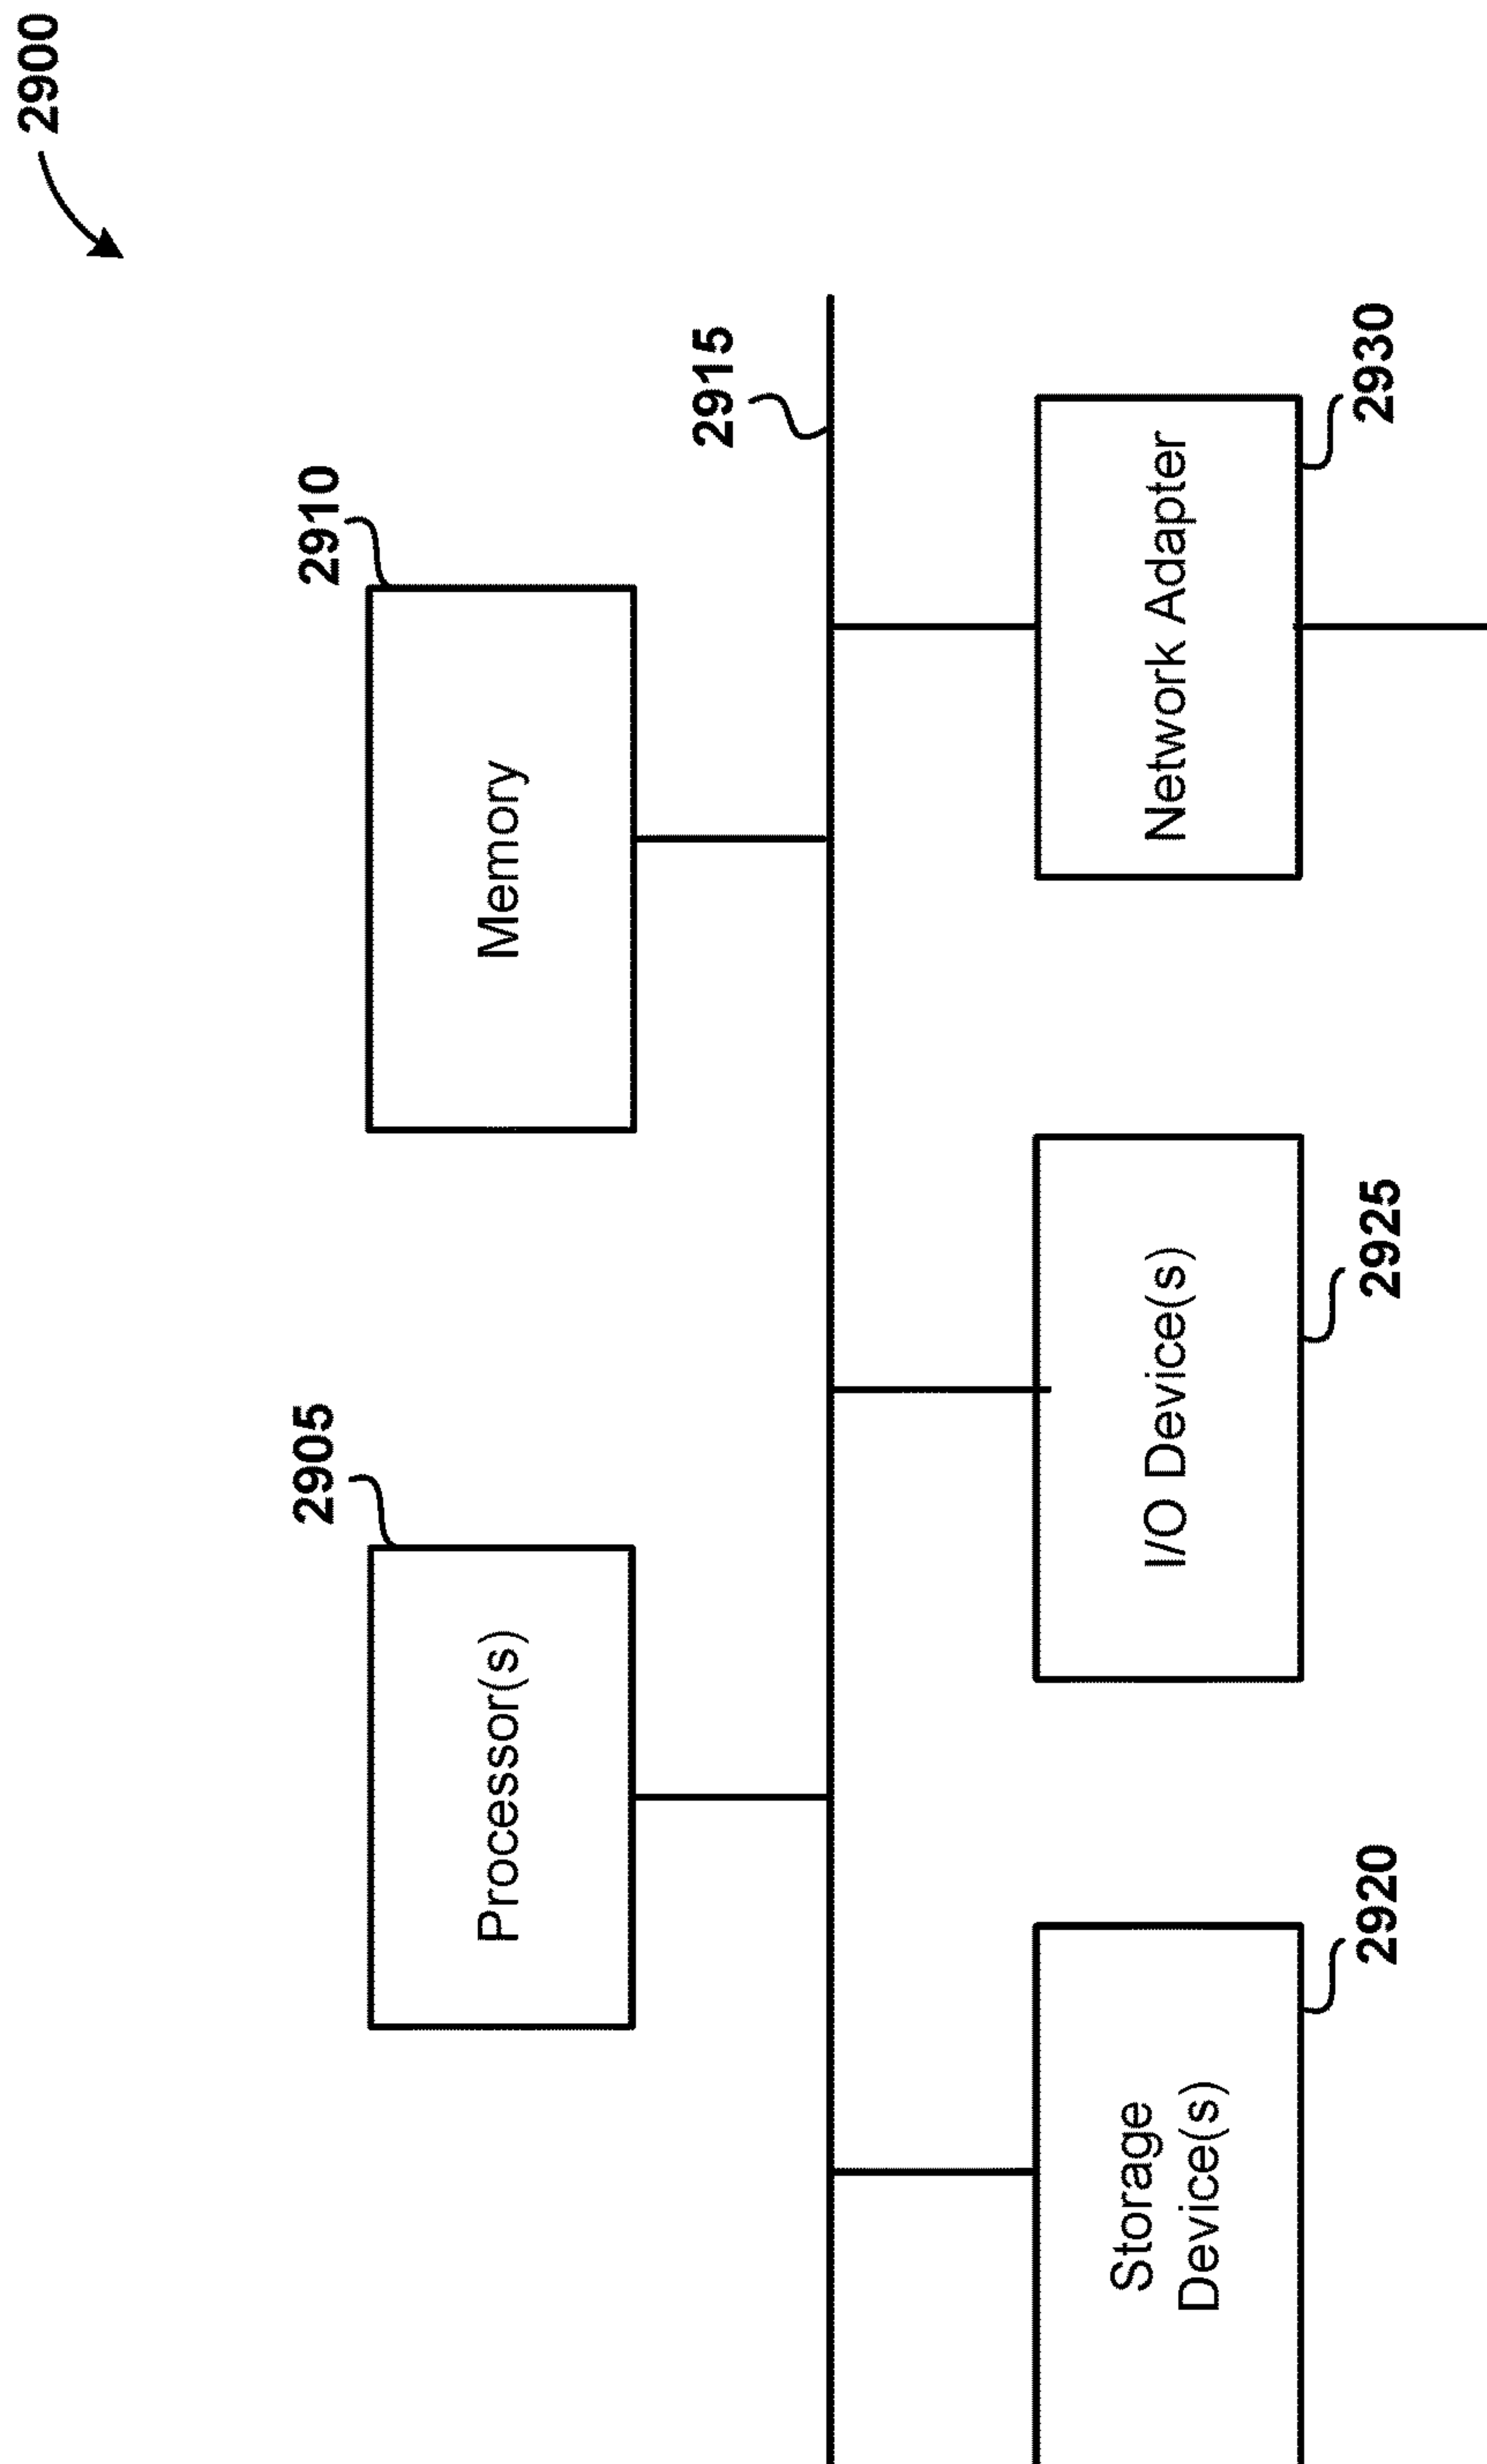 2900
2905
2910
Processor(s)
Memory
2915
Storage
Device(s)
I/O Device(s)
Network Adapter
2920
2925
2930